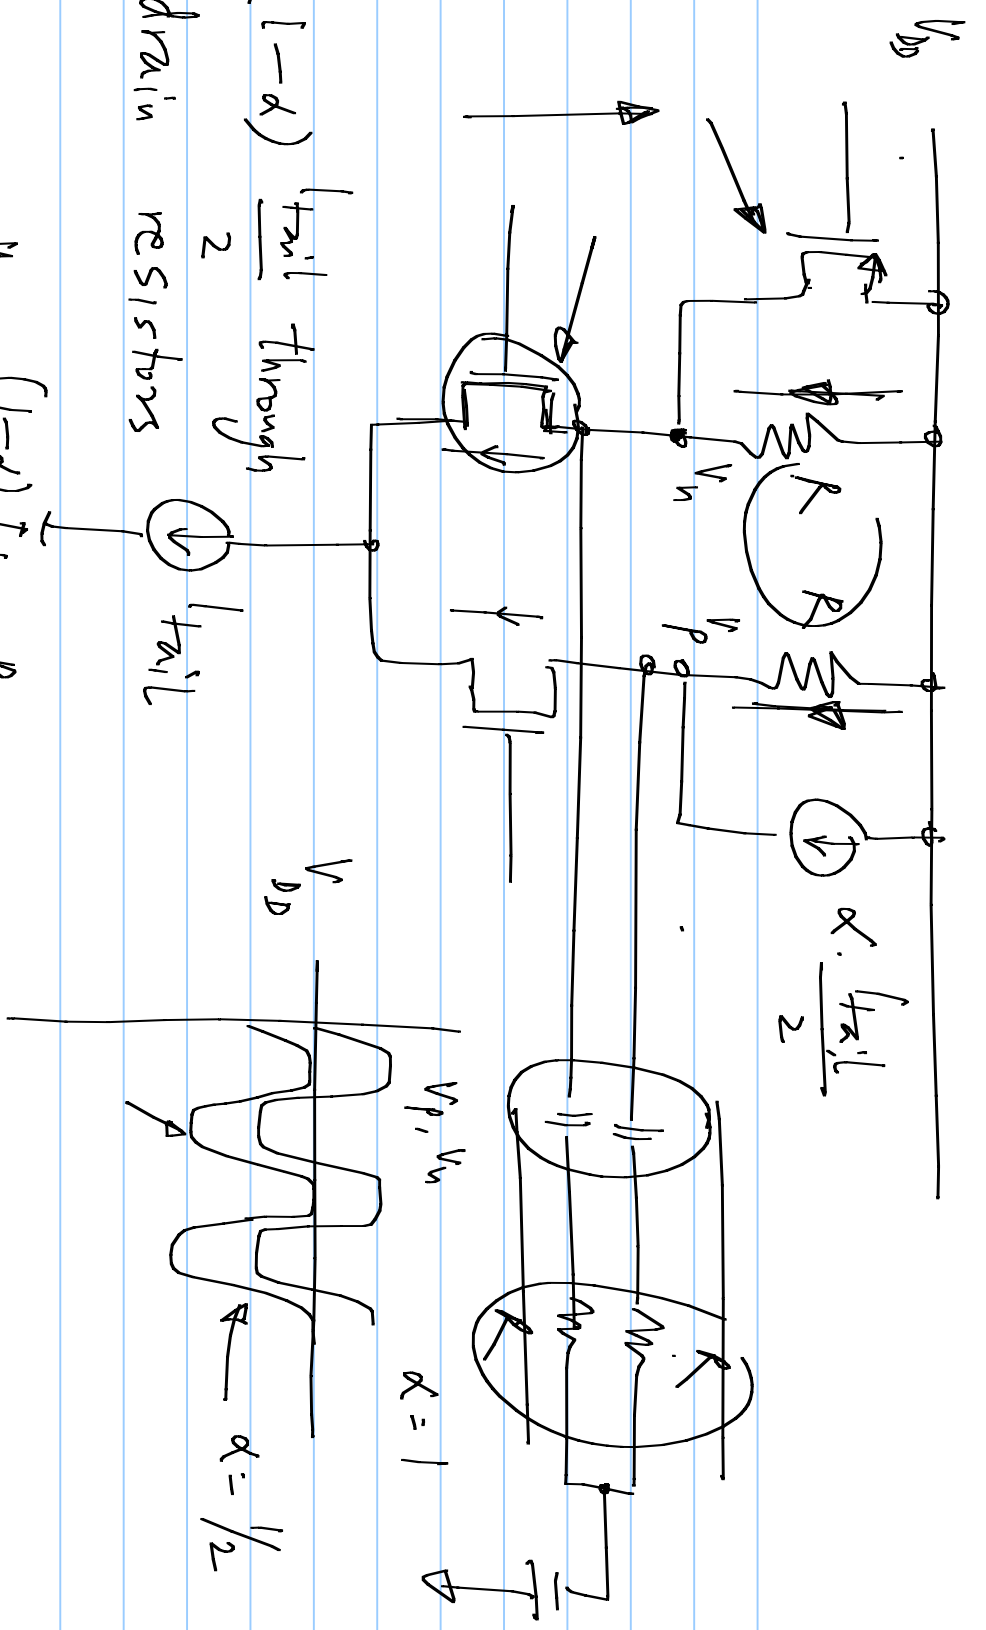 V_DD
α · I_tail / 2
R
R
V_n
V_p
(1-α) I_tail / 2 through
drain resistors
I_tail
V_DD
V_p, V_n
R
R
α = 1
α = 1/2